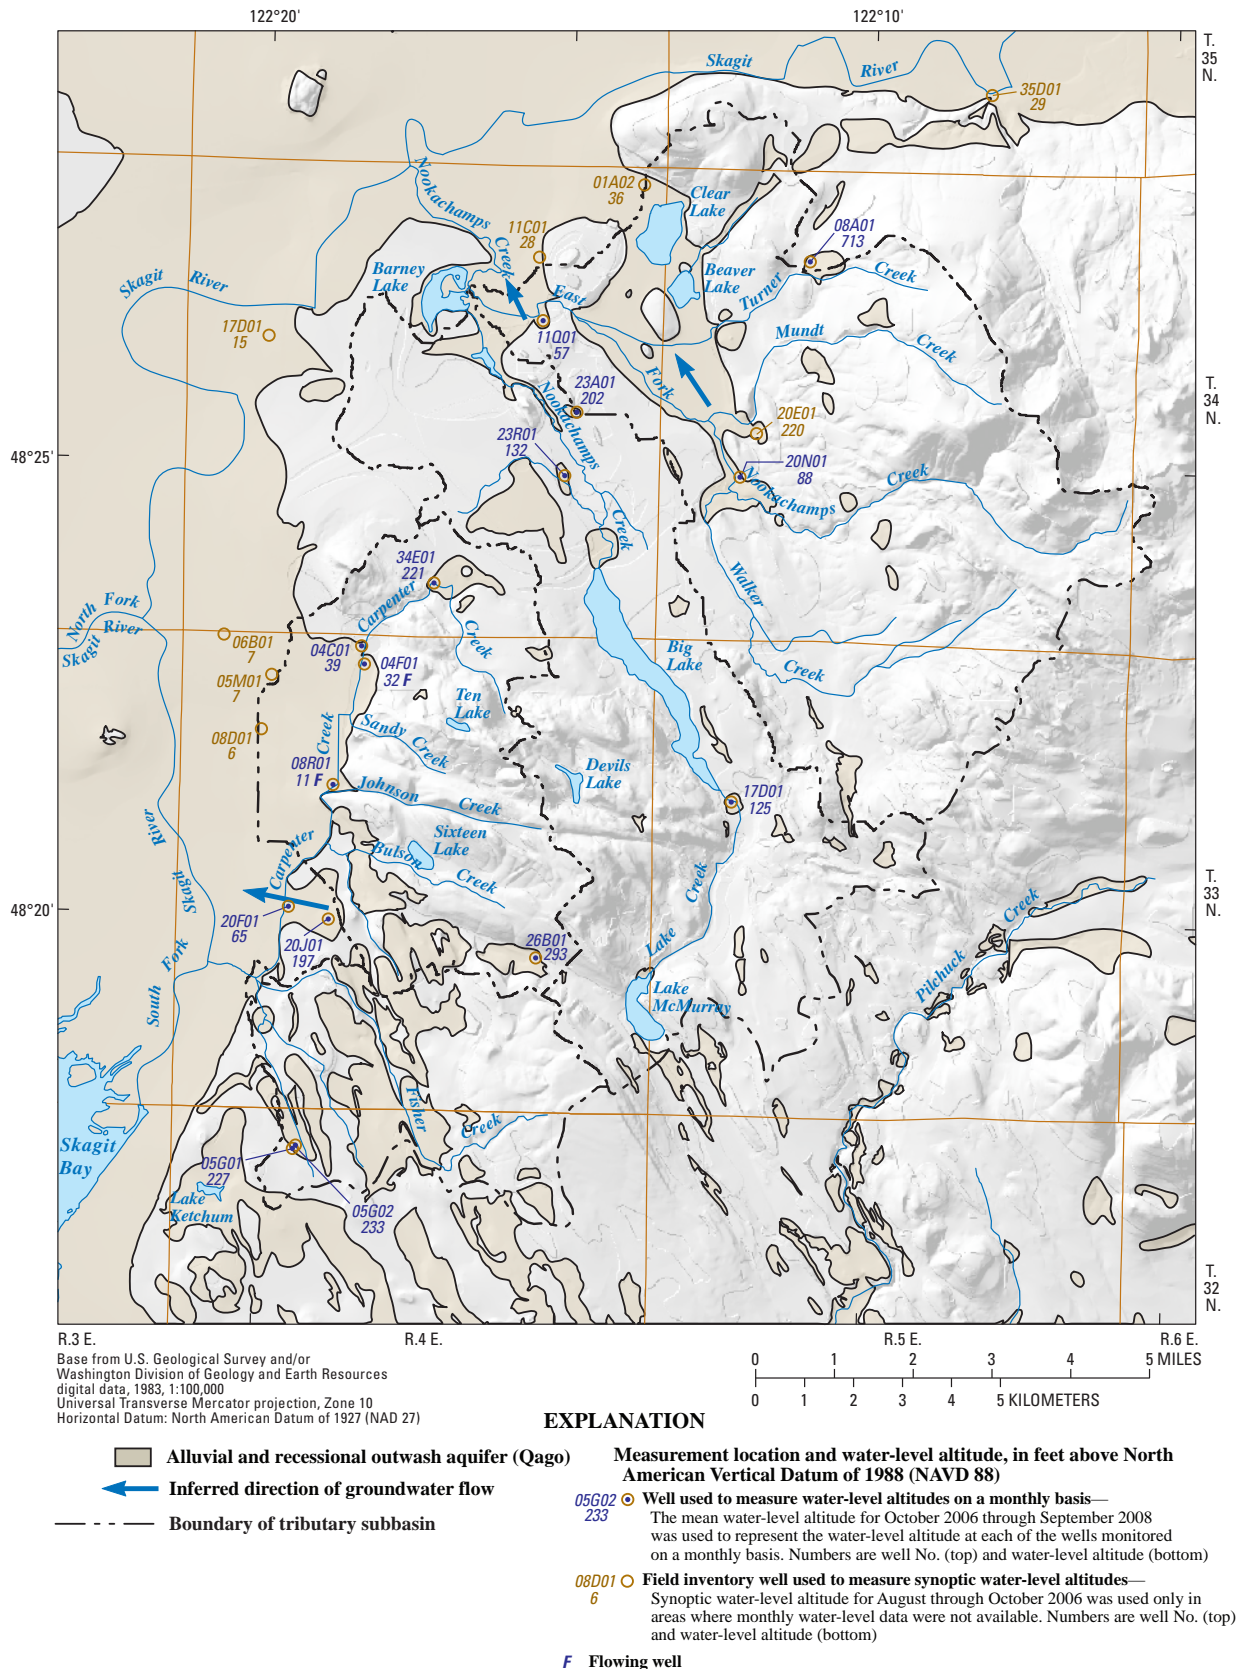 122°20'
122°10'
T.
35
N.
Skagit
River
35D01
29
Nookachamps
Creek
01A02
36
Clear
Lake
11C01
28
08A01
713
Barney
Lake
Beaver
Lake
Turner
Creek
Skagit
River
East
Fork
17D01
15
11Q01
57
Mundt
Creek
23A01
202
T.
34
N.
Nookachamps
Creek
20E01
220
23R01
132
48°25'
20N01
88
Nookachamps
Creek
34E01
221
Carpenter
Creek
Walker
Creek
North Fork
Skagit River
06B01
7
04C01
39
04F01
32 F
Big
Lake
05M01
7
Ten
Lake
08D01
6
Creek
Sandy Creek
08R01
11 F
Devils
Lake
Johnson
Creek
17D01
125
River
Carpenter
Sixteen
Lake
Bulson
Creek
Skagit
Creek
T.
33
N.
48°20'
20F01
65
20J01
197
26B01
293
Lake
Creek
Pilchuck
South
Fork
Lake
McMurray
Fisher
Creek
Skagit
Bay
05G01
227
Lake
Ketchum
05G02
233
T.
32
N.
R.3 E.
R.4 E.
R.5 E.
R.6 E.
Base from U.S. Geological Survey and/or
Washington Division of Geology and Earth Resources
digital data, 1983, 1:100,000
Universal Transverse Mercator projection, Zone 10
Horizontal Datum: North American Datum of 1927 (NAD 27)
0 1 2 3 4 5 MILES
0 1 2 3 4 5 KILOMETERS
EXPLANATION
Alluvial and recessional outwash aquifer (Qago)
Inferred direction of groundwater flow
Boundary of tributary subbasin
Measurement location and water-level altitude, in feet above North
American Vertical Datum of 1988 (NAVD 88)
05G02
233
Well used to measure water-level altitudes on a monthly basis—
The mean water-level altitude for October 2006 through September 2008
was used to represent the water-level altitude at each of the wells monitored
on a monthly basis. Numbers are well No. (top) and water-level altitude (bottom)
08D01
6
Field inventory well used to measure synoptic water-level altitudes—
Synoptic water-level altitude for August through October 2006 was used only in
areas where monthly water-level data were not available. Numbers are well No. (top)
and water-level altitude (bottom)
F Flowing well